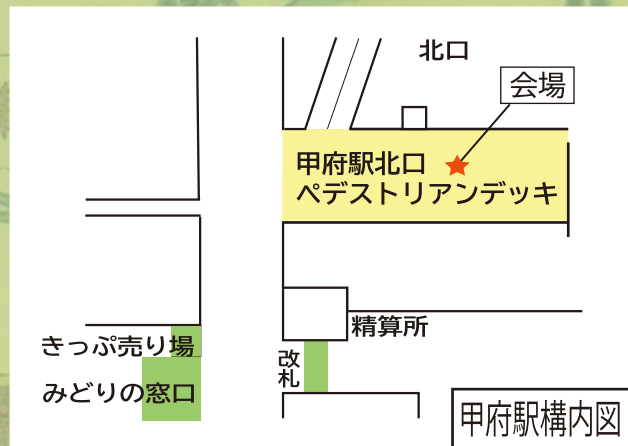 北口
会場
甲府駅北口
ペデストリアンデッキ
精算所
きっぷ売り場
改札
みどりの窓口
甲府駅構内図